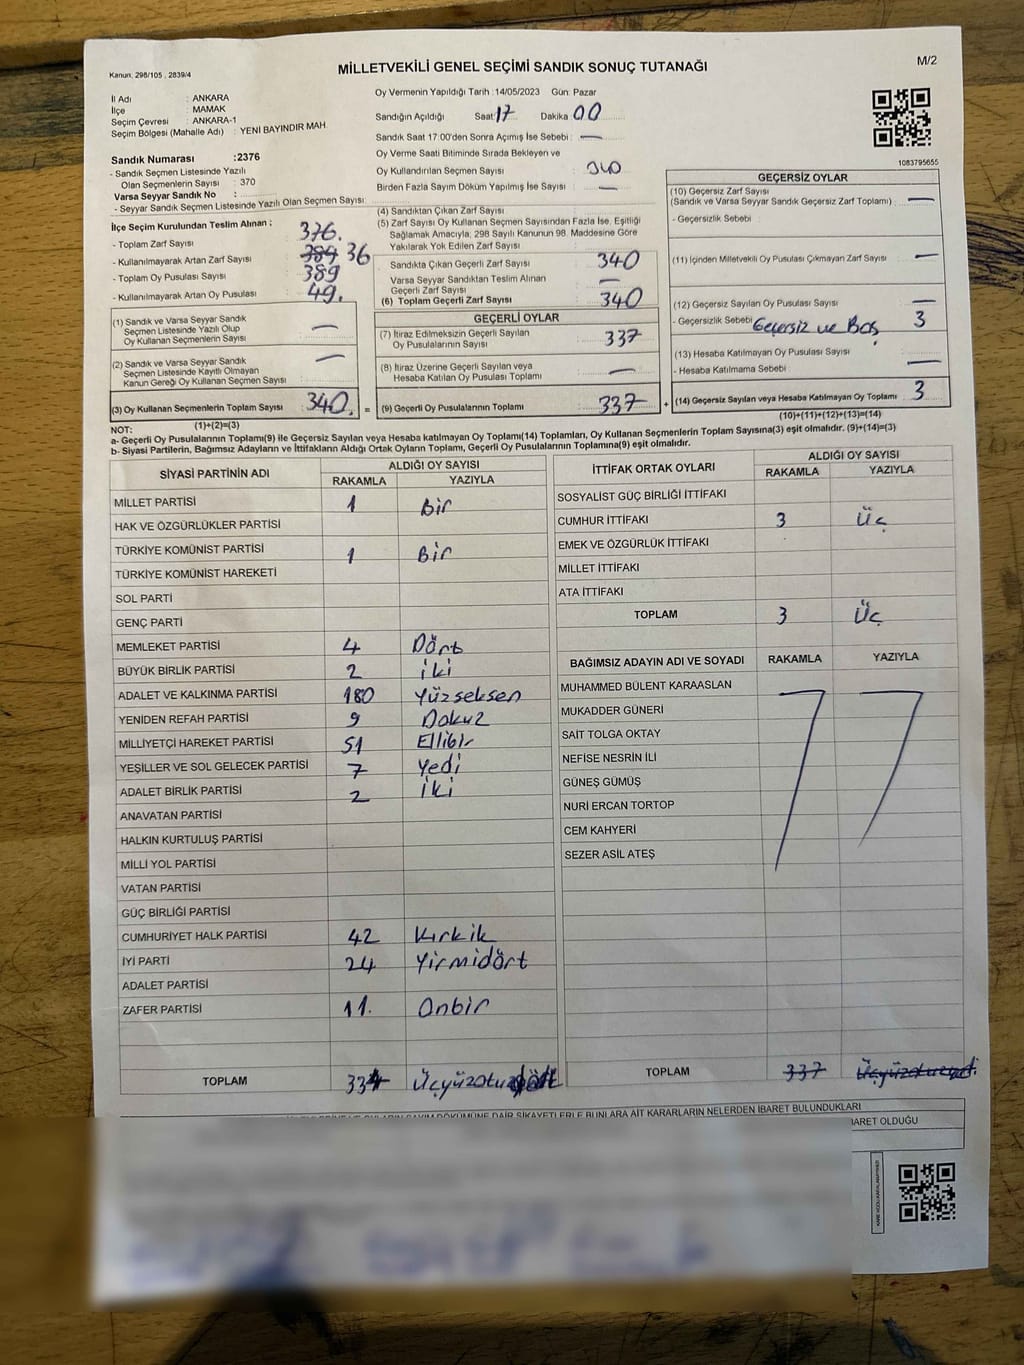 Kanun, 298/105 , 2839/4
MİLLETVEKİLİ GENEL SEÇİMİ SANDIK SONUÇ TUTANAĞI
M/2
İl Adı : ANKARA
İlçe : MAMAK
Seçim Çevresi : ANKARA-1
Seçim Bölgesi (Mahalle Adı) : YENİ BAYINDIR MAH.
Sandık Numarası :2376
- Sandık Seçmen Listesinde Yazılı
Olan Seçmenlerin Sayısı : 370
Varsa Seyyar Sandık No :
- Seyyar Sandık Seçmen Listesinde Yazılı Olan Seçmen Sayısı:
Oy Vermenin Yapıldığı Tarih :14/05/2023 Gün: Pazar
Sandığın Açıldığı Saat: 17 Dakika: 00
Sandık Saat 17:00'den Sonra Açımış İse Sebebi : —
Oy Verme Saati Bitiminde Sırada Bekleyen ve
Oy Kullandırılan Seçmen Sayısı : 340
Birden Fazla Sayım Döküm Yapılmış İse Sayısı : —
1083795655
İlçe Seçim Kurulundan Teslim Alınan ;
- Toplam Zarf Sayısı : 376.
- Kullanılmayarak Artan Zarf Sayısı : 36
- Toplam Oy Pusulası Sayısı : 389
- Kullanılmayarak Artan Oy Pusulası : 49.
(1) Sandık ve Varsa Seyyar Sandık
Seçmen Listesinde Yazılı Olup
Oy Kullanan Seçmenlerin Sayısı : —
(2) Sandık ve Varsa Seyyar Sandık
Seçmen Listesinde Kayıtlı Olmayan
Kanun Gereği Oy Kullanan Seçmen Sayısı : —
(3) Oy Kullanan Seçmenlerin Toplam Sayısı 340. =
(1)+(2)=(3)
(4) Sandıktan Çıkan Zarf Sayısı :
(5) Zarf Sayısı Oy Kullanan Seçmen Sayısından Fazla İse, Eşitliği
Sağlamak Amacıyla; 298 Sayılı Kanunun 98. Maddesine Göre
Yakılarak Yok Edilen Zarf Sayısı :
Sandıkta Çıkan Geçerli Zarf Sayısı : 340
Varsa Seyyar Sandıktan Teslim Alınan
Geçerli Zarf Sayısı : —
(6) Toplam Geçerli Zarf Sayısı : 340
GEÇERLİ OYLAR
(7) İtiraz Edilmeksizin Geçerli Sayılan
Oy Pusulalarının Sayısı : 337
(8) İtiraz Üzerine Geçerli Sayılan veya
Hesaba Katılan Oy Pusulası Toplamı : —
(9) Geçerli Oy Pusulalarının Toplamı : 337 +
GEÇERSİZ OYLAR
(10) Geçersiz Zarf Sayısı
(Sandık ve Varsa Seyyar Sandık Geçersiz Zarf Toplamı) : —
- Geçersizlik Sebebi :
(11) İçinden Milletvekili Oy Pusulası Çıkmayan Zarf Sayısı : —
(12) Geçersiz Sayılan Oy Pusulası Sayısı : —
- Geçersizlik Sebebi Geçersiz ve Boş 3
(13) Hesaba Katılmayan Oy Pusulası Sayısı :
- Hesaba Katılmama Sebebi : —
(14) Geçersiz Sayılan veya Hesaba Katılmayan Oy Toplamı : 3
(10)+(11)+(12)+(13)=(14)
NOT:
a- Geçerli Oy Pusulalarının Toplamı(9) ile Geçersiz Sayılan veya Hesaba katılmayan Oy Toplamı(14) Toplamları, Oy Kullanan Seçmenlerin Toplam Sayısına(3) eşit olmalıdır. (9)+(14)=(3)
b- Siyasi Partilerin, Bağımsız Adayların ve İttifakların Aldığı Ortak Oyların Toplamı, Geçerli Oy Pusulalarının Toplamına(9) eşit olmalıdır.
SİYASİ PARTİNİN ADI ALDIĞI OY SAYISI
RAKAMLA YAZIYLA
MİLLET PARTİSİ 1 Bir
HAK VE ÖZGÜRLÜKLER PARTİSİ
TÜRKİYE KOMÜNİST PARTİSİ 1 Bir
TÜRKİYE KOMÜNİST HAREKETİ
SOL PARTİ
GENÇ PARTİ
MEMLEKET PARTİSİ 4 Dört
BÜYÜK BİRLİK PARTİSİ 2 iki
ADALET VE KALKINMA PARTİSİ 180 Yüzseksen
YENİDEN REFAH PARTİSİ 9 Dokuz
MİLLİYETÇİ HAREKET PARTİSİ 51 Ellibir
YEŞİLLER VE SOL GELECEK PARTİSİ 7 Yedi
ADALET BİRLİK PARTİSİ 2 İki
ANAVATAN PARTİSİ
HALKIN KURTULUŞ PARTİSİ
MİLLİ YOL PARTİSİ
VATAN PARTİSİ
GÜÇ BİRLİĞİ PARTİSİ
CUMHURİYET HALK PARTİSİ 42 Kırkik
İYİ PARTİ 24 Yirmidört
ADALET PARTİSİ
ZAFER PARTİSİ 11. Onbir
TOPLAM 334 Üçyüzotuzdört
İTTİFAK ORTAK OYLARI ALDIĞI OY SAYISI
RAKAMLA YAZIYLA
SOSYALİST GÜÇ BİRLİĞİ İTTİFAKI
CUMHUR İTTİFAKI 3 Üç
EMEK VE ÖZGÜRLÜK İTTİFAKI
MİLLET İTTİFAKI
ATA İTTİFAKI
TOPLAM 3 Üç
BAĞIMSIZ ADAYIN ADI VE SOYADI RAKAMLA YAZIYLA
MUHAMMED BÜLENT KARAASLAN
MUKADDER GÜNERİ
SAİT TOLGA OKTAY
NEFİSE NESRİN İLİ
GÜNEŞ GÜMÜŞ
NURİ ERCAN TORTOP
CEM KAHYERİ
SEZER ASİL ATEŞ
TOPLAM 337
SAYIM DÖKÜMÜNE DAİR ŞİKAYETLERLE BUNLARA AİT KARARLARIN NELERDEN İBARET BULUNDUKLARI
BARET OLDUĞU